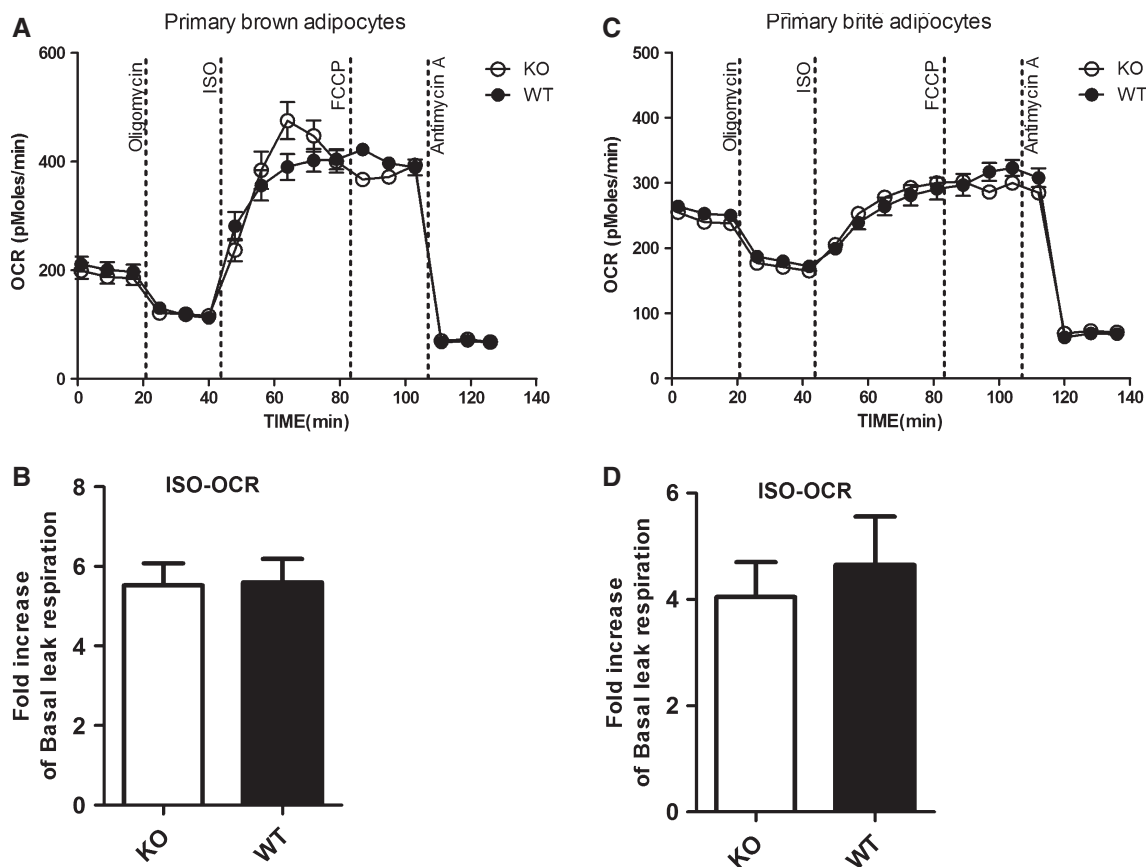 A
Primary brown adipocytes
600
400
200
0
OCR (pMoles/min)
Oligomycin
ISO
FCCP
Antimycin A
KO
WT
0 20 40 60 80 100 120 140
TIME(min)
C
Primary brite adipocytes
500
400
300
200
100
0
OCR (pMoles/min)
Oligomycin
ISO
FCCP
Antimycin A
KO
WT
0 20 40 60 80 100 120 140
TIME(min)
B
ISO-OCR
8
6
4
2
0
Fold increase
of Basal leak respiration
KO
WT
D
ISO-OCR
6
4
2
0
Fold increase
of Basal leak respiration
KO
WT